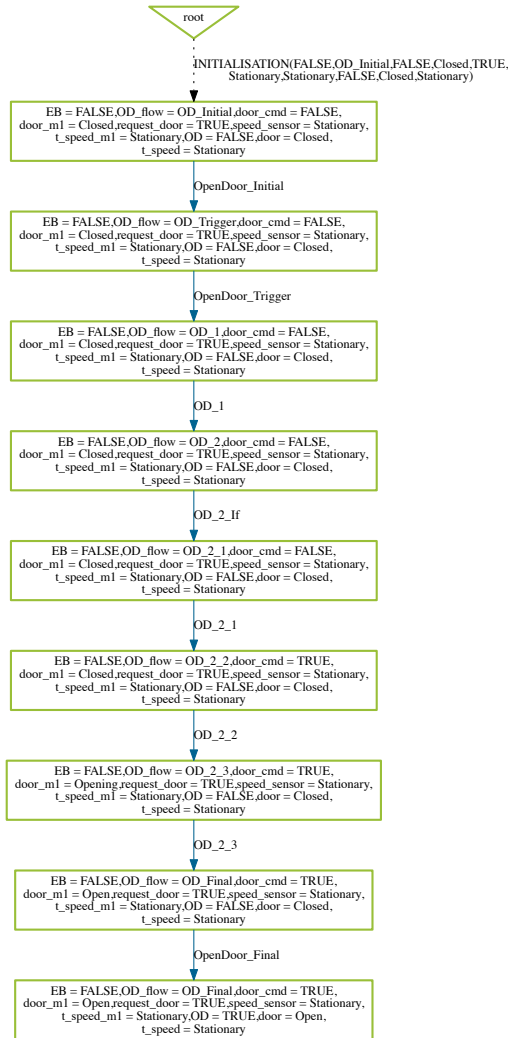 root
INITIALISATION(FALSE,OD_Initial,FALSE,Closed,TRUE,
Stationary,Stationary,FALSE,Closed,Stationary)
EB = FALSE,OD_flow = OD_Initial,door_cmd = FALSE,
door_m1 = Closed,request_door = TRUE,speed_sensor = Stationary,
t_speed_m1 = Stationary,OD = FALSE,door = Closed,
t_speed = Stationary
OpenDoor_Initial
EB = FALSE,OD_flow = OD_Trigger,door_cmd = FALSE,
door_m1 = Closed,request_door = TRUE,speed_sensor = Stationary,
t_speed_m1 = Stationary,OD = FALSE,door = Closed,
t_speed = Stationary
OpenDoor_Trigger
EB = FALSE,OD_flow = OD_1,door_cmd = FALSE,
door_m1 = Closed,request_door = TRUE,speed_sensor = Stationary,
t_speed_m1 = Stationary,OD = FALSE,door = Closed,
t_speed = Stationary
OD_1
EB = FALSE,OD_flow = OD_2,door_cmd = FALSE,
door_m1 = Closed,request_door = TRUE,speed_sensor = Stationary,
t_speed_m1 = Stationary,OD = FALSE,door = Closed,
t_speed = Stationary
OD_2_If
EB = FALSE,OD_flow = OD_2_1,door_cmd = FALSE,
door_m1 = Closed,request_door = TRUE,speed_sensor = Stationary,
t_speed_m1 = Stationary,OD = FALSE,door = Closed,
t_speed = Stationary
OD_2_1
EB = FALSE,OD_flow = OD_2_2,door_cmd = TRUE,
door_m1 = Closed,request_door = TRUE,speed_sensor = Stationary,
t_speed_m1 = Stationary,OD = FALSE,door = Closed,
t_speed = Stationary
OD_2_2
EB = FALSE,OD_flow = OD_2_3,door_cmd = TRUE,
door_m1 = Opening,request_door = TRUE,speed_sensor = Stationary,
t_speed_m1 = Stationary,OD = FALSE,door = Closed,
t_speed = Stationary
OD_2_3
EB = FALSE,OD_flow = OD_Final,door_cmd = TRUE,
door_m1 = Open,request_door = TRUE,speed_sensor = Stationary,
t_speed_m1 = Stationary,OD = FALSE,door = Closed,
t_speed = Stationary
OpenDoor_Final
EB = FALSE,OD_flow = OD_Final,door_cmd = TRUE,
door_m1 = Open,request_door = TRUE,speed_sensor = Stationary,
t_speed_m1 = Stationary,OD = TRUE,door = Open,
t_speed = Stationary